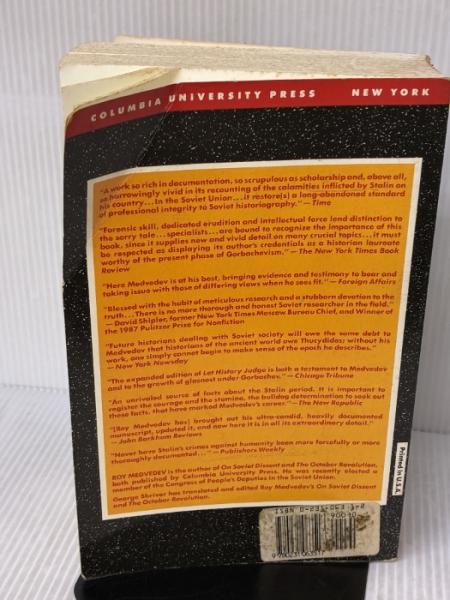 COLUMBIA UNIVERSITY PRESS NEW YORK
"A work so rich in documentation, so scrupulous as scholarship and, above all,
so harrowingly vivid in its recounting of the calamities inflicted by Stalin on
his country... In the Soviet Union...it restore(s) a long-abandoned standard
of professional integrity to Soviet historiography." — Time
"Forensic skill, dedicated erudition and intellectual force lend distinction to
the sorry tale... specialists...are bound to recognize the importance of this
book, since it supplies new and vivid detail on many crucial topics...it must
be respected as displaying its author's credentials as a historian laureate
worthy of the present phase of Gorbachevism." — The New York Times Book
Review
"Here Medvedev is at his best, bringing evidence and testimony to bear and
taking issue with those of differing views when he sees fit." — Foreign Affairs
"Blessed with the habit of meticulous research and a stubborn devotion to the
truth...There is no more thorough and honest Soviet researcher in the field."
— David Shipler, former New York Times Moscow Bureau Chief, and Winner of
the 1987 Pulitzer Prize for Nonfiction
"Future historians dealing with Soviet society will owe the same debt to
Medvedev that historians of the ancient world owe Thucydides; without his
work, one simply cannot begin to make sense of the epoch he describes."
— New York Newsday
"The expanded edition of Let History Judge is both a testament to Medvedev
and to the growth of glasnost under Gorbachev." — Chicago Tribune
"An unrivaled source of facts about the Stalin period. It is important to
register the courage and the stamina, the bulldog determination to seek out
these facts, that have marked Medvedev's career." — The New Republic
"[Roy Medvedev has] brought out his ultra-candid, heavily documented
manuscript, updated it, and now here it is in all its extraordinary detail."
— John Barkham Reviews
"Never have Stalin's crimes against humanity been more forcefully or more
thoroughly documented..." — Publishers Weekly
ROY MEDVEDEV is the author of On Soviet Dissent and The October Revolution,
both published by Columbia University Press. He was recently elected a
member of the Congress of People's Deputies in the Soviet Union.
George Shriver has translated and edited Roy Medvedev's On Soviet Dissent
and The October Revolution.
Printed in U.S.A.
ISBN 0-231-063